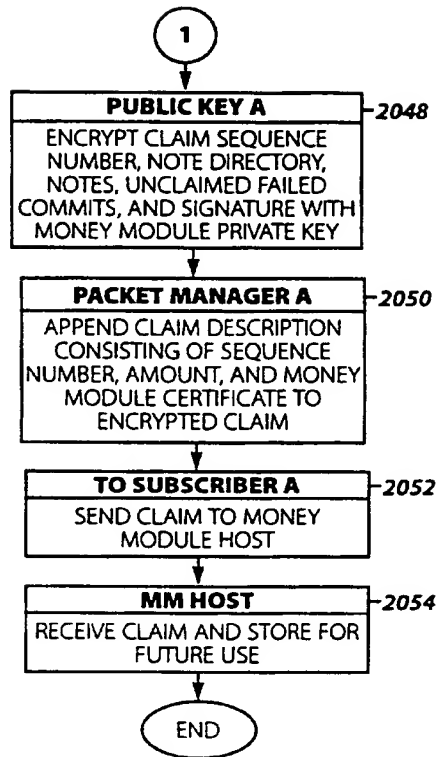 1
PUBLIC KEY A
2048
ENCRYPT CLAIM SEQUENCE
NUMBER, NOTE DIRECTORY,
NOTES, UNCLAIMED FAILED
COMMITS, AND SIGNATURE WITH
MONEY MODULE PRIVATE KEY
PACKET MANAGER A
2050
APPEND CLAIM DESCRIPTION
CONSISTING OF SEQUENCE
NUMBER, AMOUNT, AND MONEY
MODULE CERTIFICATE TO
ENCRYPTED CLAIM
TO SUBSCRIBER A
2052
SEND CLAIM TO MONEY
MODULE HOST
MM HOST
2054
RECEIVE CLAIM AND STORE FOR
FUTURE USE
END